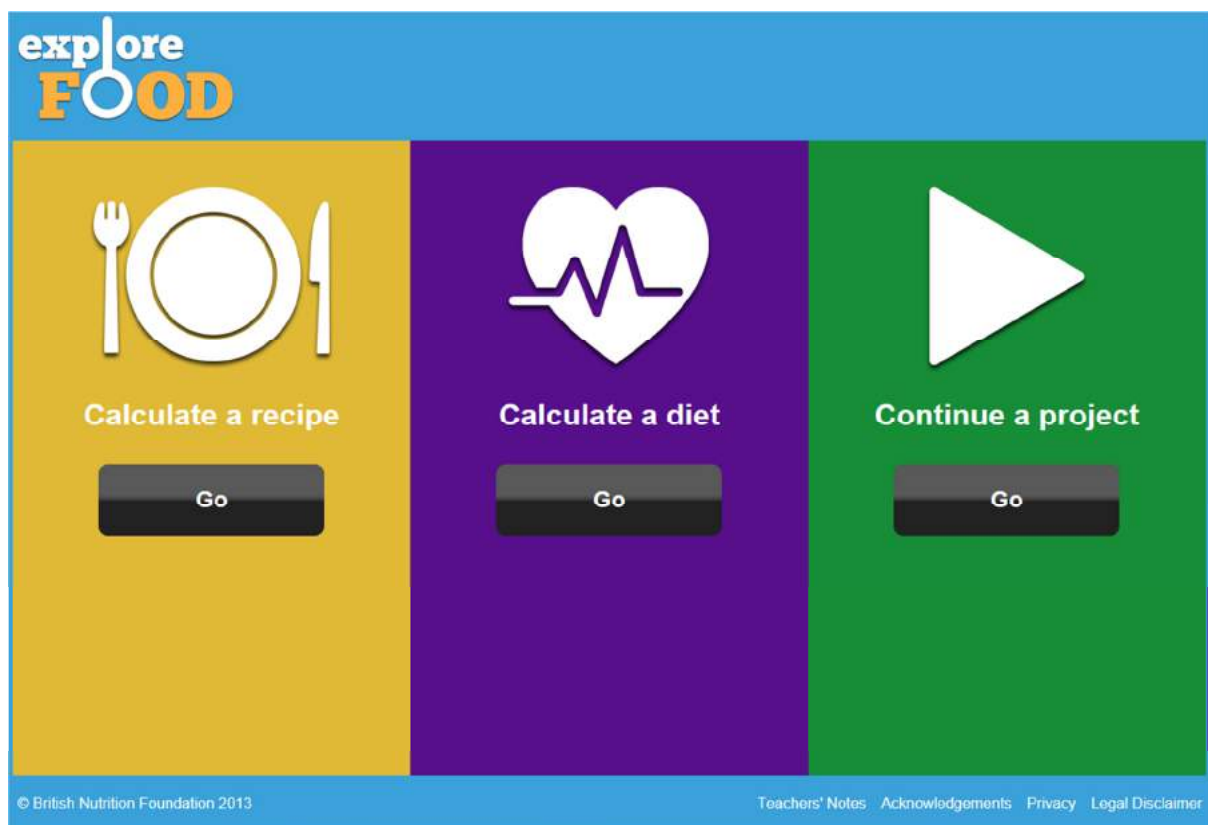 explore
FOOD
Calculate a recipe
Calculate a diet
Continue a project
Go
Go
Go
© British Nutrition Foundation 2013
Teachers' Notes Acknowledgements Privacy Legal Disclaimer